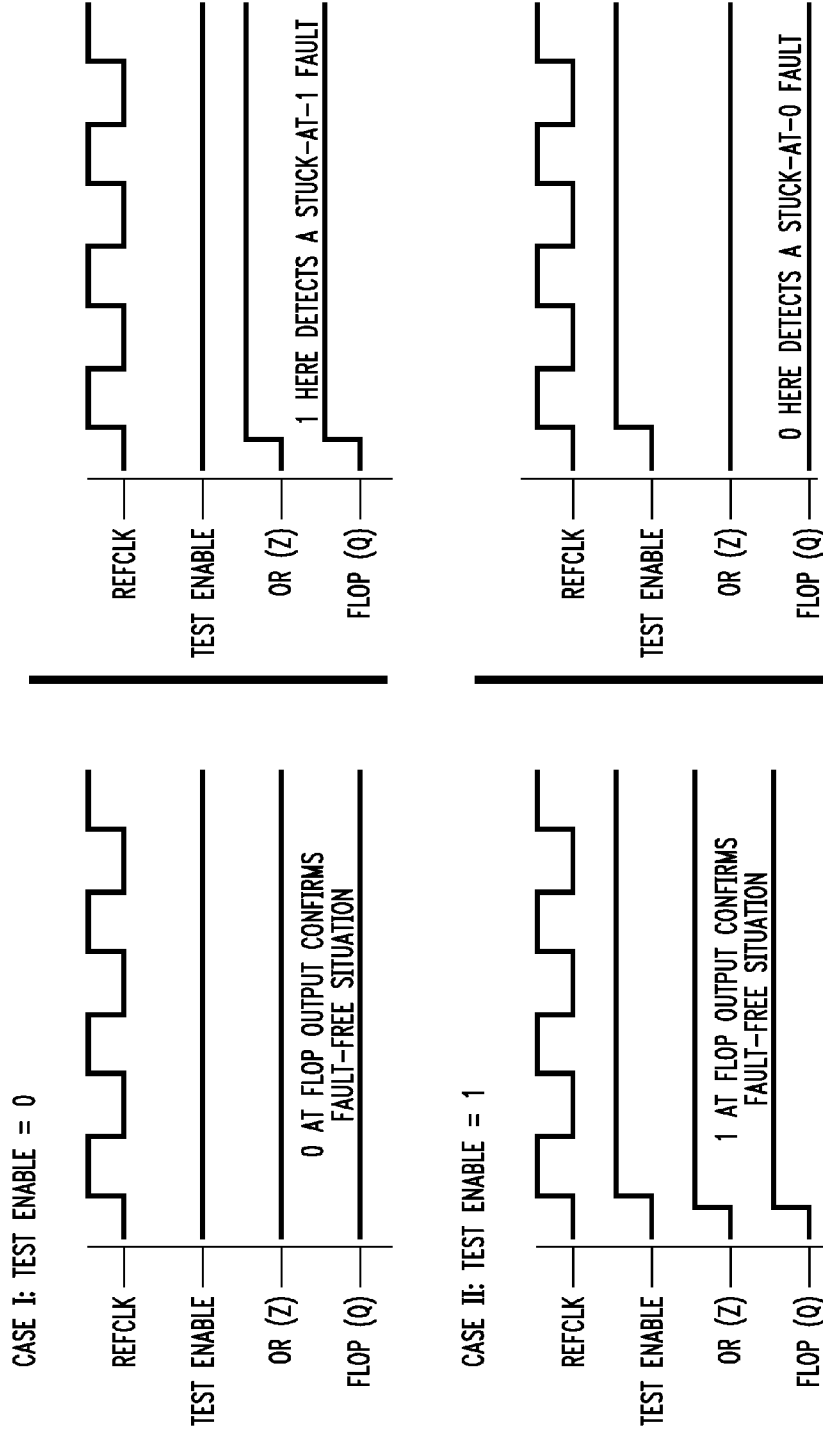 CASE I: TEST ENABLE = 0
REFCLK
TEST ENABLE
OR (Z)
0 AT FLOP OUTPUT CONFIRMS
FAULT-FREE SITUATION
FLOP (Q)
REFCLK
TEST ENABLE
OR (Z)
1 HERE DETECTS A STUCK-AT-1 FAULT
FLOP (Q)
CASE II: TEST ENABLE = 1
REFCLK
TEST ENABLE
OR (Z)
1 AT FLOP OUTPUT CONFIRMS
FAULT-FREE SITUATION
FLOP (Q)
REFCLK
TEST ENABLE
OR (Z)
0 HERE DETECTS A STUCK-AT-0 FAULT
FLOP (Q)